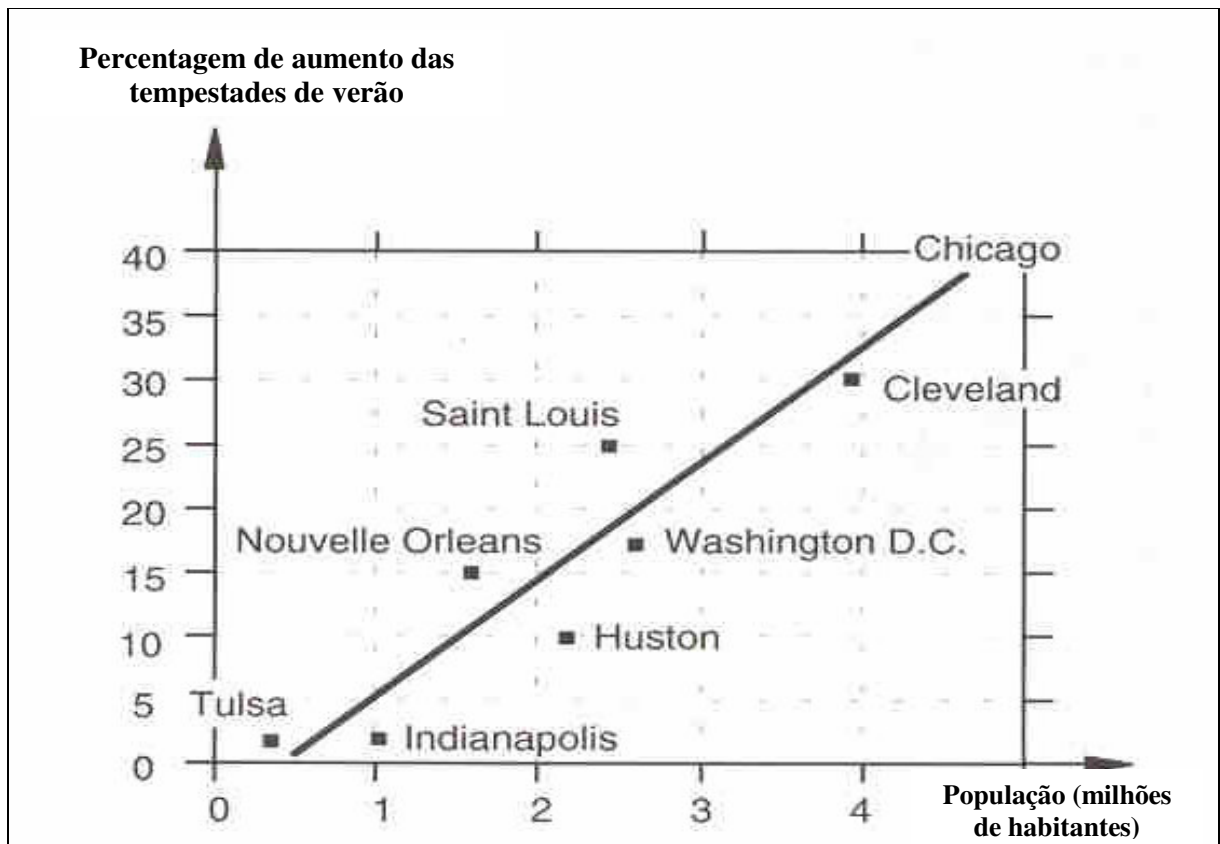 Percentagem de aumento das
tempestades de verão
40
Chicago
35
30
Cleveland
Saint Louis
25
20
Nouvelle Orleans
Washington D.C.
15
10
Huston
5
Tulsa
Indianapolis
0
0 1 2 3 4
População (milhões
de habitantes)